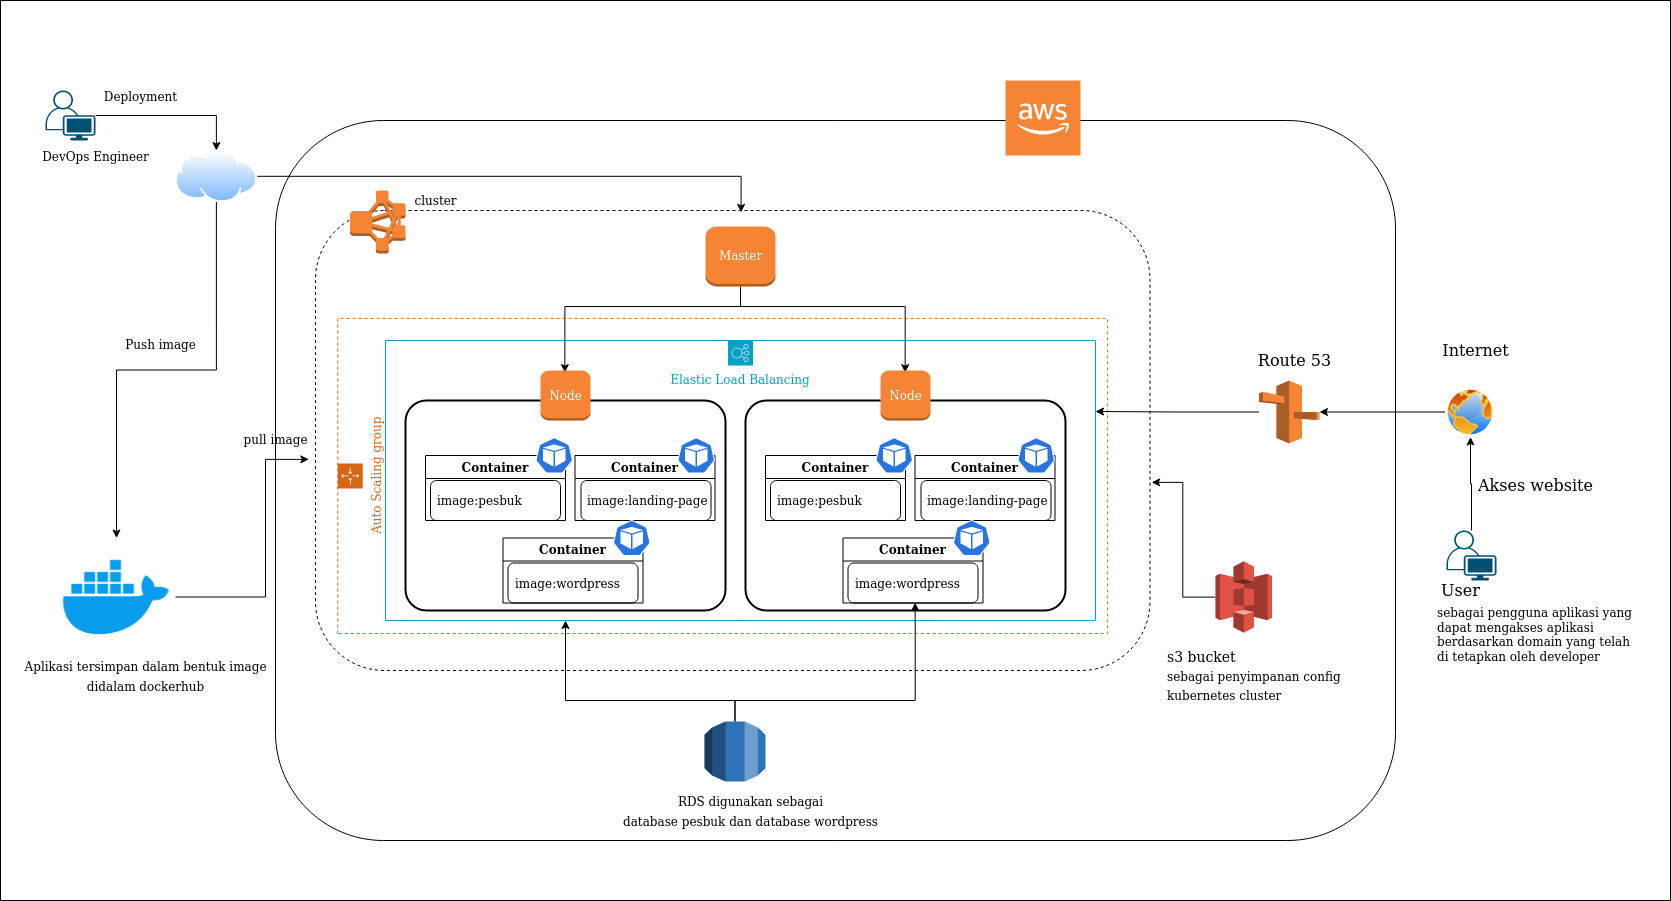 aws
Deployment
DevOps Engineer
cluster
Master
Push image
Internet
Route 53
Elastic Load Balancing
Node
Node
pull image
Auto Scaling group
Container
Container
Container
Container
image:pesbuk
image:landing-page
image:pesbuk
image:landing-page
Akses website
Container
Container
image:wordpress
image:wordpress
User
sebagai pengguna aplikasi yang
dapat mengakses aplikasi
berdasarkan domain yang telah
di tetapkan oleh developer
s3 bucket
sebagai penyimpanan config
kubernetes cluster
Aplikasi tersimpan dalam bentuk image
didalam dockerhub
RDS digunakan sebagai
database pesbuk dan database wordpress